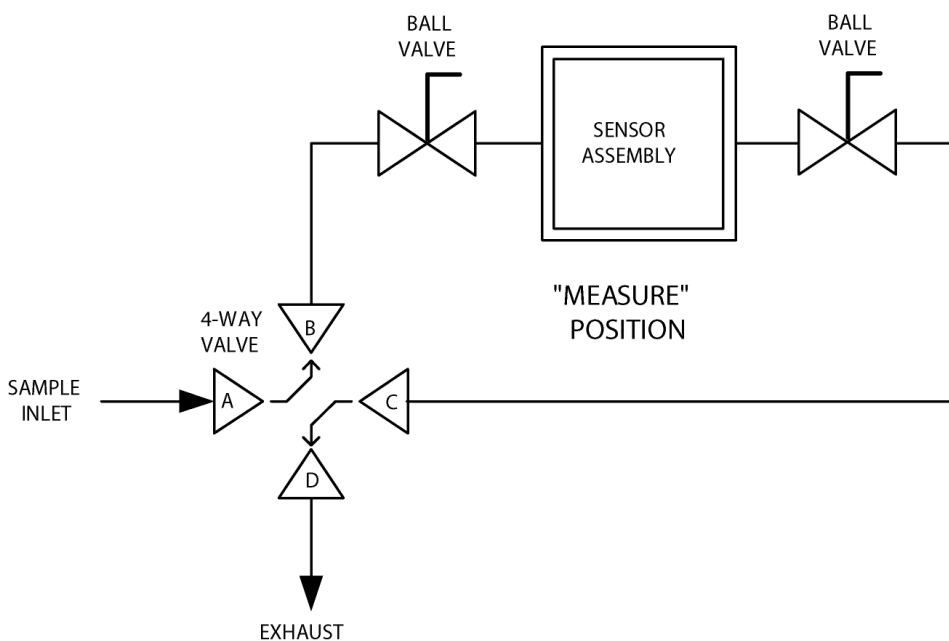 BALL
VALVE
BALL
VALVE
SENSOR
ASSEMBLY
"MEASURE"
POSITION
4-WAY
VALVE
B
SAMPLE
INLET
A
C
D
EXHAUST